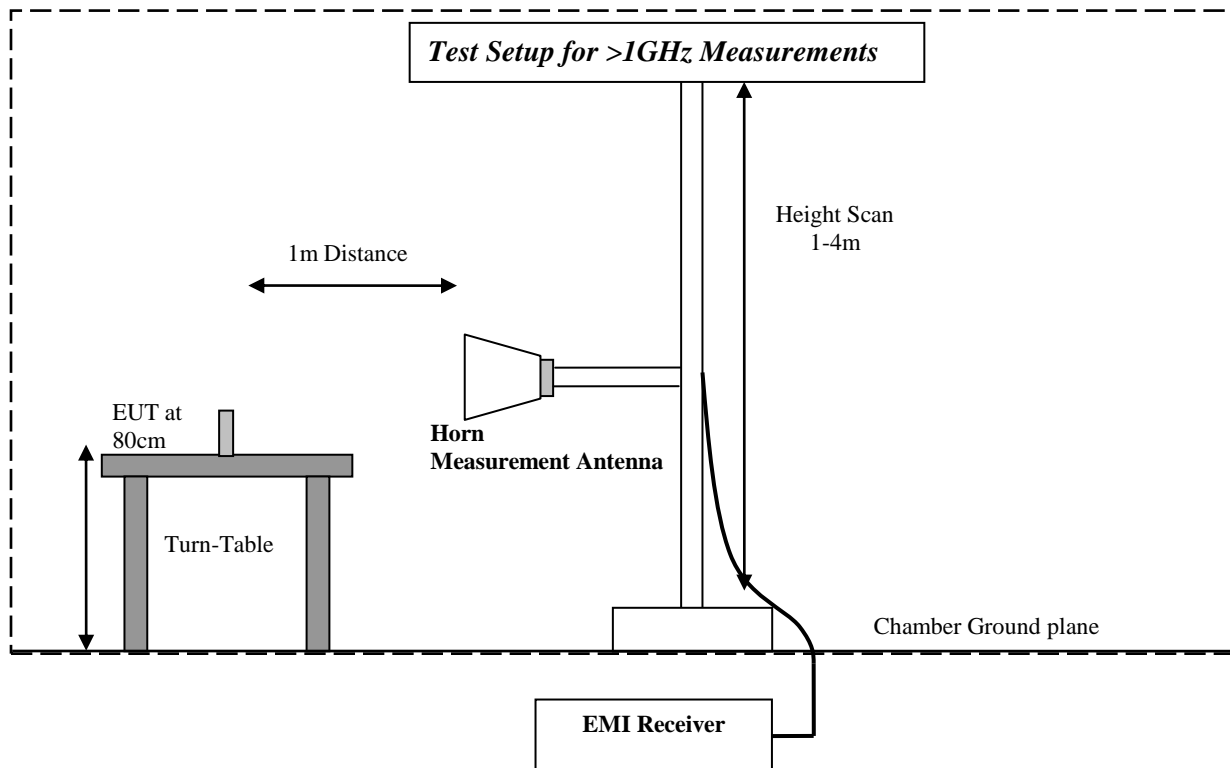 Test Setup for >1GHz Measurements
Height Scan
1-4m
1m Distance
EUT at
80cm
Horn
Measurement Antenna
Turn-Table
Chamber Ground plane
EMI Receiver